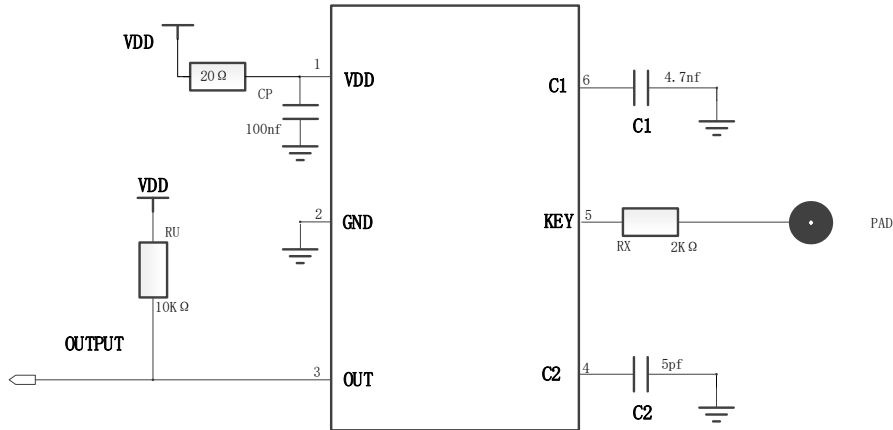 VDD
20Ω
CP
100nf
1
VDD
C1
6
4.7nf
C1
VDD
RU
10KΩ
2
GND
KEY
5
RX
2KΩ
PAD
OUTPUT
3
OUT
C2
4
5pf
C2